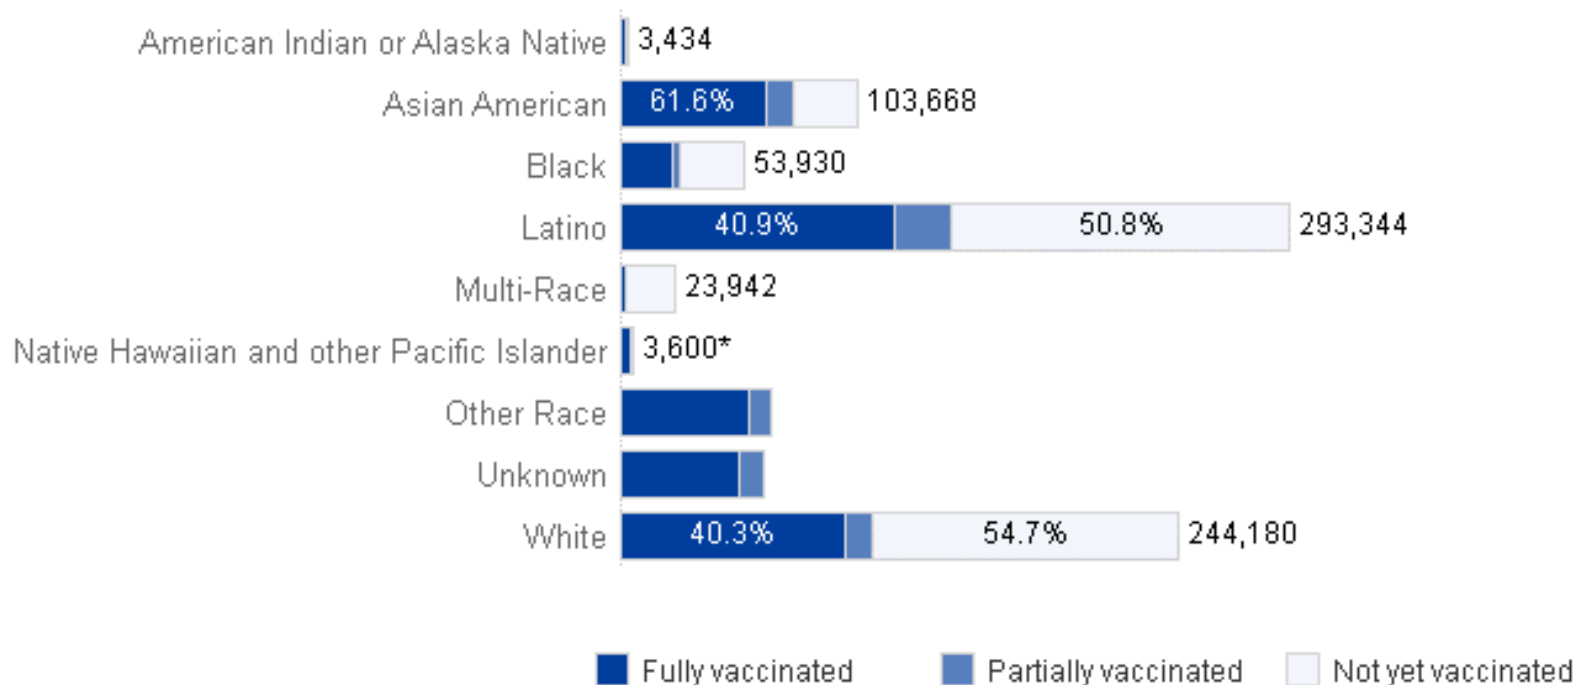 American Indian or Alaska Native 3,434
Asian American 61.6% 103,668
Black 53,930
Latino 40.9% 50.8% 293,344
Multi-Race 23,942
Native Hawaiian and other Pacific Islander 3,600*
Other Race
Unknown
White 40.3% 54.7% 244,180
Fully vaccinated Partially vaccinated Not yet vaccinated